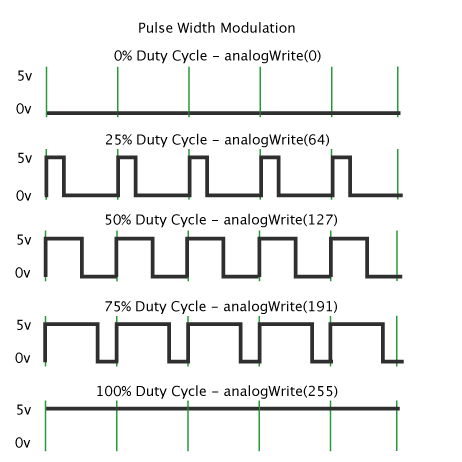 Pulse Width Modulation
0% Duty Cycle – analogWrite(0)
5v
0v
25% Duty Cycle – analogWrite(64)
5v
0v
50% Duty Cycle – analogWrite(127)
5v
0v
75% Duty Cycle – analogWrite(191)
5v
0v
100% Duty Cycle – analogWrite(255)
5v
0v